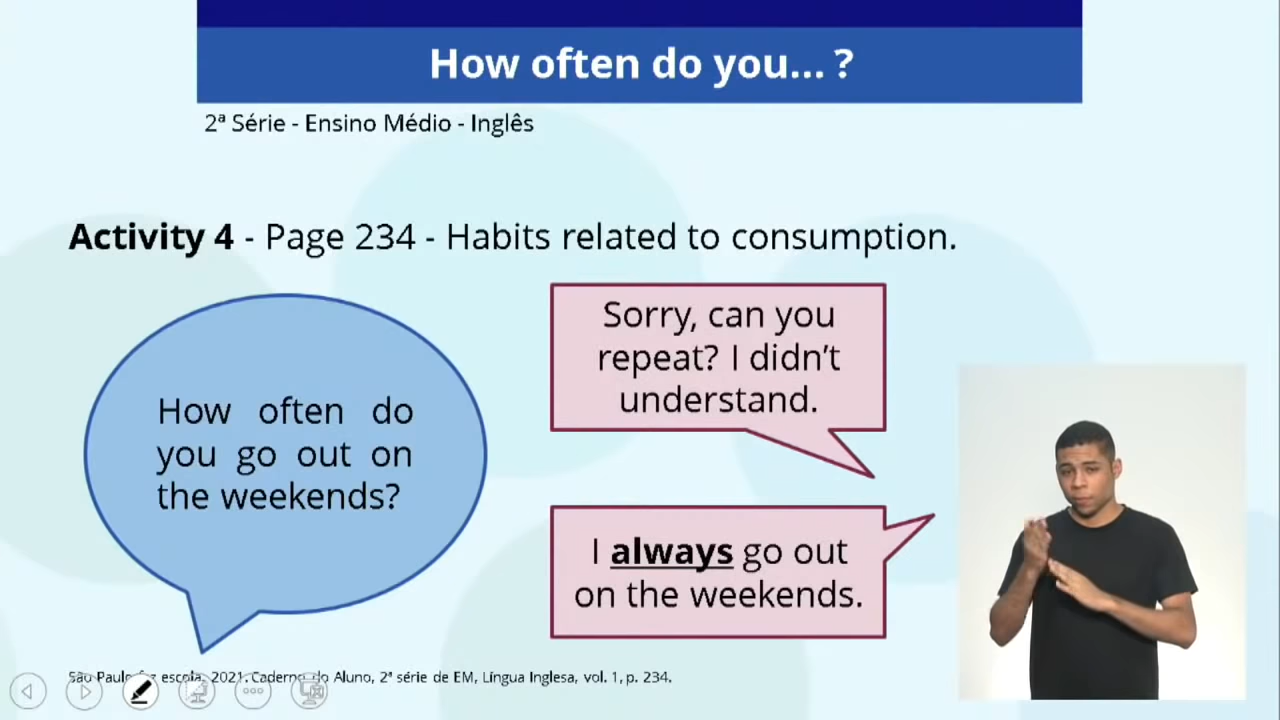 How often do you... ?
2ª Série - Ensino Médio - Inglês
Activity 4 - Page 234 - Habits related to consumption.
How often do
you go out on
the weekends?
Sorry, can you
repeat? I didn’t
understand.
I always go out
on the weekends.
São Paulo faz escola, 2021. Caderno do Aluno, 2ª série de EM, Língua Inglesa, vol. 1, p. 234.